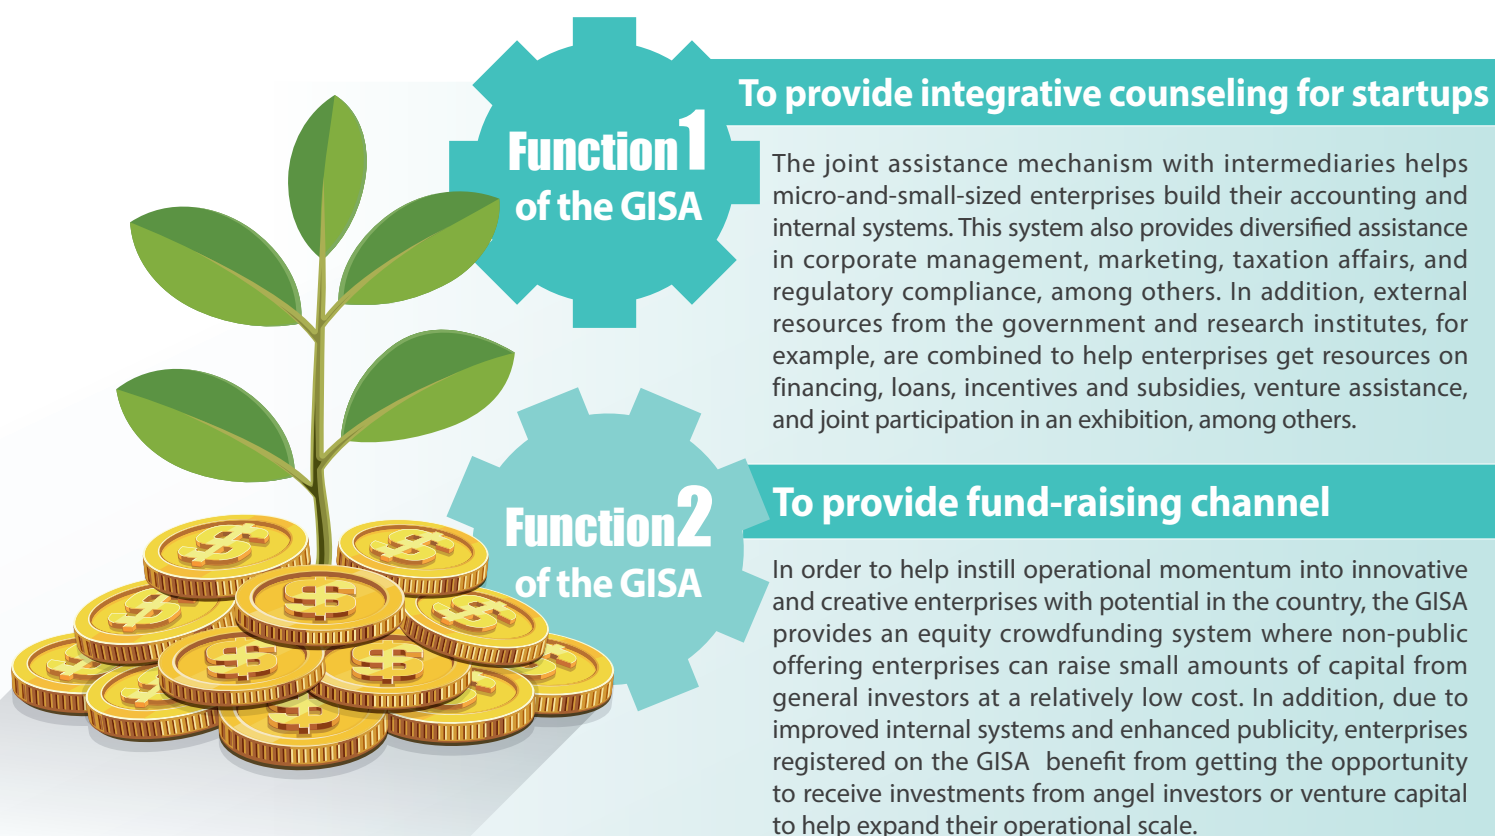 Function 1
of the GISA
To provide integrative counseling for startups
The joint assistance mechanism with intermediaries helps
micro-and-small-sized enterprises build their accounting and
internal systems. This system also provides diversified assistance
in corporate management, marketing, taxation affairs, and
regulatory compliance, among others. In addition, external
resources from the government and research institutes, for
example, are combined to help enterprises get resources on
financing, loans, incentives and subsidies, venture assistance,
and joint participation in an exhibition, among others.
Function 2
of the GISA
To provide fund-raising channel
In order to help instill operational momentum into innovative
and creative enterprises with potential in the country, the GISA
provides an equity crowdfunding system where non-public
offering enterprises can raise small amounts of capital from
general investors at a relatively low cost. In addition, due to
improved internal systems and enhanced publicity, enterprises
registered on the GISA benefit from getting the opportunity
to receive investments from angel investors or venture capital
to help expand their operational scale.